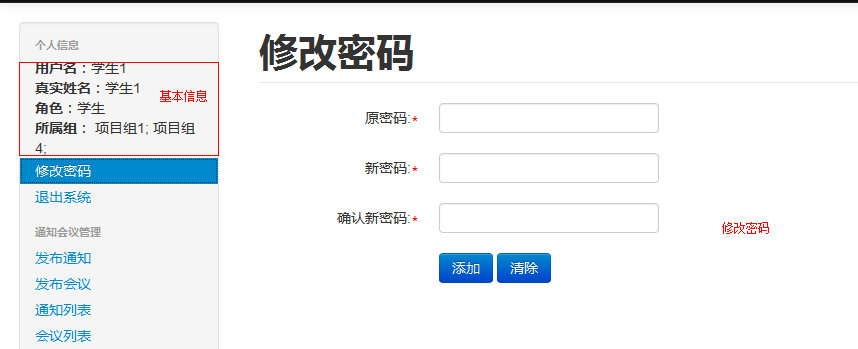 个人信息
用户名：学生1
真实姓名：学生1
角色：学生
所属组： 项目组1; 项目组
4;
基本信息
修改密码
退出系统
通知会议管理
发布通知
发布会议
通知列表
会议列表
修改密码
原密码:*
新密码:*
确认新密码:*
修改密码
添加 清除